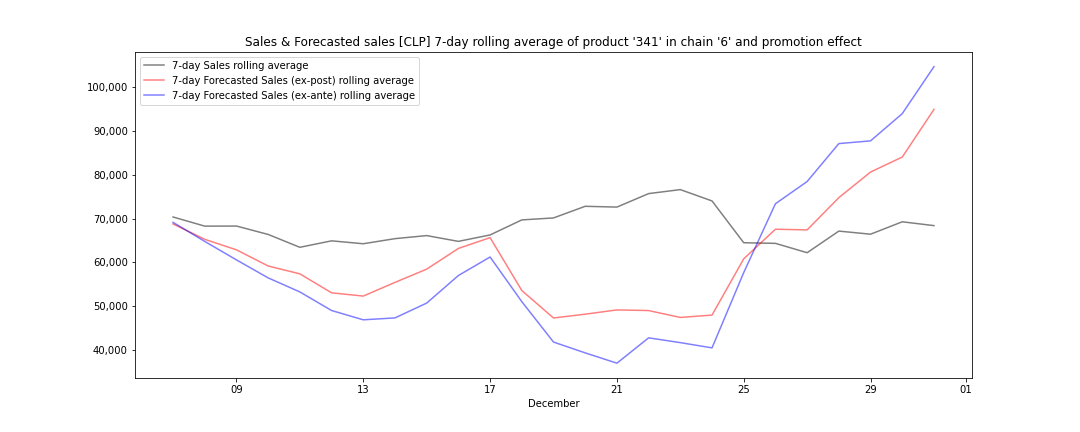 Sales & Forecasted sales [CLP] 7-day rolling average of product '341' in chain '6' and promotion effect
7-day Sales rolling average
7-day Forecasted Sales (ex-post) rolling average
7-day Forecasted Sales (ex-ante) rolling average
100,000
90,000
80,000
70,000
60,000
50,000
40,000
09 13 17 21 25 29 01
December